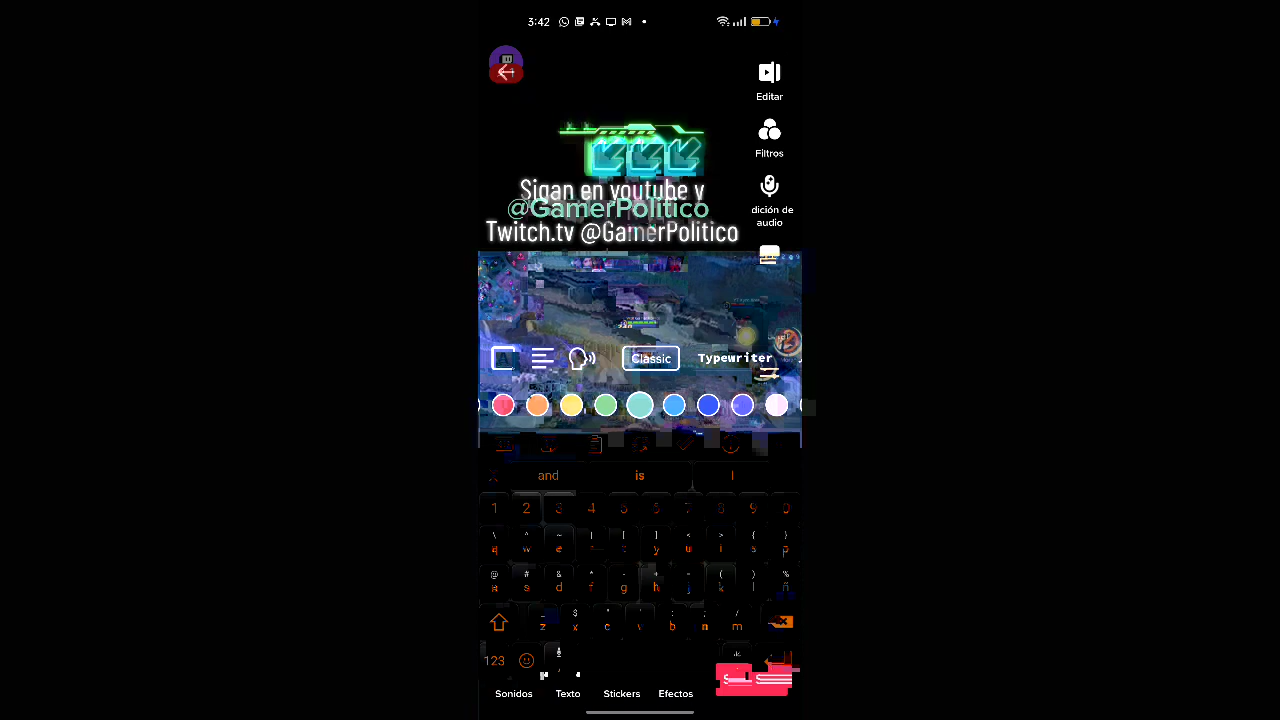 3:42
Editar
Filtros
dición de
audio
Sigan en youtube y
@GamerPolitico
Twitch.tv @GamerPolitico
A
Classic
Typewriter
and is I
1 2 3 4 5 6 7 8 9 0
\ ^ ~ | [ ] < > { }
q w e r t y u i p
@ # & * - + = ( ) %
a s d f g h j k l ñ
_ $ " ' : ; /
z x c v b n m
123
Sonidos Texto Stickers Efectos